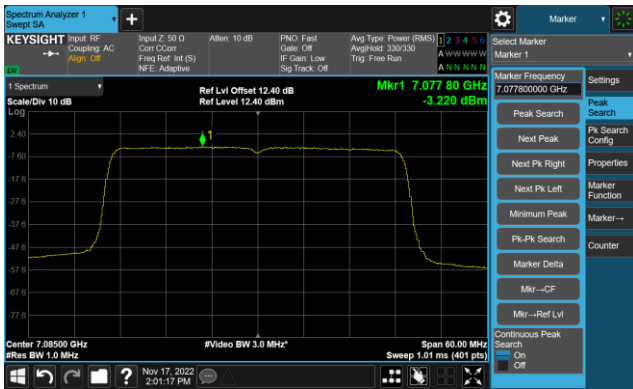 Spectrum Analyzer 1
Swept SA
Marker
KEYSIGHT Input: RF
Coupling: AC
Align: Off
Input Z: 50 Ω
Corr CCorr
Freq Ref: Int (S)
NFE: Adaptive
Atten: 10 dB
PNO: Fast
Gate: Off
IF Gain: Low
Sig Track: Off
Avg Type: Power (RMS)
Avg|Hold: 330/330
Trig: Free Run
1 2 3 4 5 6
A W W W W W
A N N N N N
LXI
Select Marker
Marker 1
1 Spectrum
Scale/Div 10 dB
Log
Ref Lvl Offset 12.40 dB
Ref Level 12.40 dBm
Mkr1 7.077 80 GHz
-3.220 dBm
1
2.40
-7.60
-17.6
-27.6
-37.6
-47.6
-57.6
-67.6
-77.6
Center 7.08500 GHz
#Res BW 1.0 MHz
#Video BW 3.0 MHz*
Span 60.00 MHz
Sweep 1.01 ms (401 pts)
Marker Frequency
7.077800000 GHz
Peak Search
Next Peak
Next Pk Right
Next Pk Left
Minimum Peak
Pk-Pk Search
Marker Delta
Mkr→CF
Mkr→Ref Lvl
Continuous Peak
Search
On
Off
Settings
Peak
Search
Pk Search
Config
Properties
Marker
Function
Marker→
Counter
?
Nov 17, 2022
2:01:17 PM